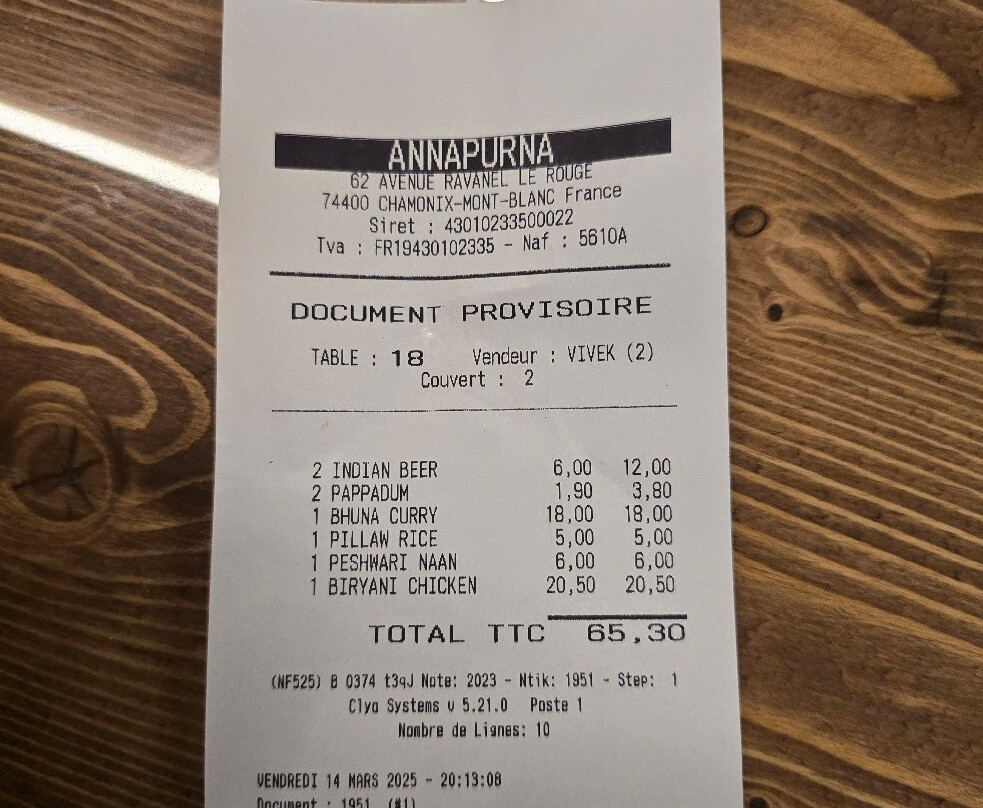 ANNAPURNA
62 AVENUE RAVANEL LE ROUGE
74400 CHAMONIX-MONT-BLANC France
Siret : 43010233500022
Tva : FR19430102335 - Naf : 5610A
DOCUMENT PROVISOIRE
TABLE : 18 Vendeur : VIVEK (2)
Couvert : 2
2 INDIAN BEER 6,00 12,00
2 PAPPADUM 1,90 3,80
1 BHUNA CURRY 18,00 18,00
1 PILLAW RICE 5,00 5,00
1 PESHWARI NAAN 6,00 6,00
1 BIRYANI CHICKEN 20,50 20,50
TOTAL TTC 65,30
(NF525) B 0374 t3qJ Note: 2023 - Ntik: 1951 - Step: 1
Clyo Systems v 5.21.0 Poste 1
Nombre de Lignes: 10
VENDREDI 14 MARS 2025 - 20:13:08
Document : 1951 (#1)